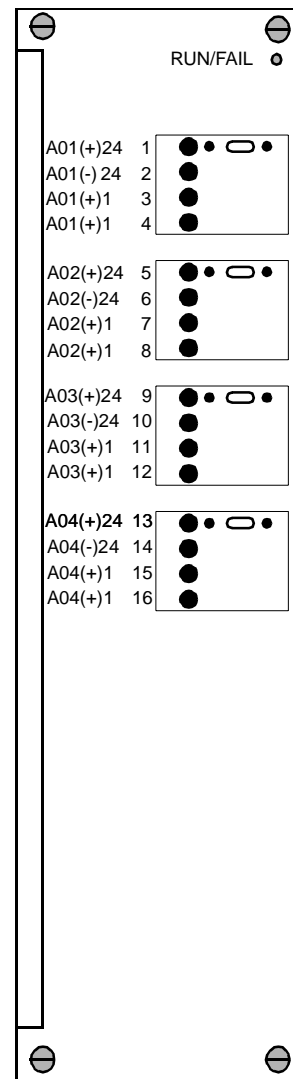 RUN/FAIL
A01(+)24 1
A01(-) 24 2
A01(+)1 3
A01(+)1 4
A02(+)24 5
A02(-)24 6
A02(+)1 7
A02(+)1 8
A03(+)24 9
A03(-)24 10
A03(+)1 11
A03(+)1 12
A04(+)24 13
A04(-)24 14
A04(+)1 15
A04(+)1 16